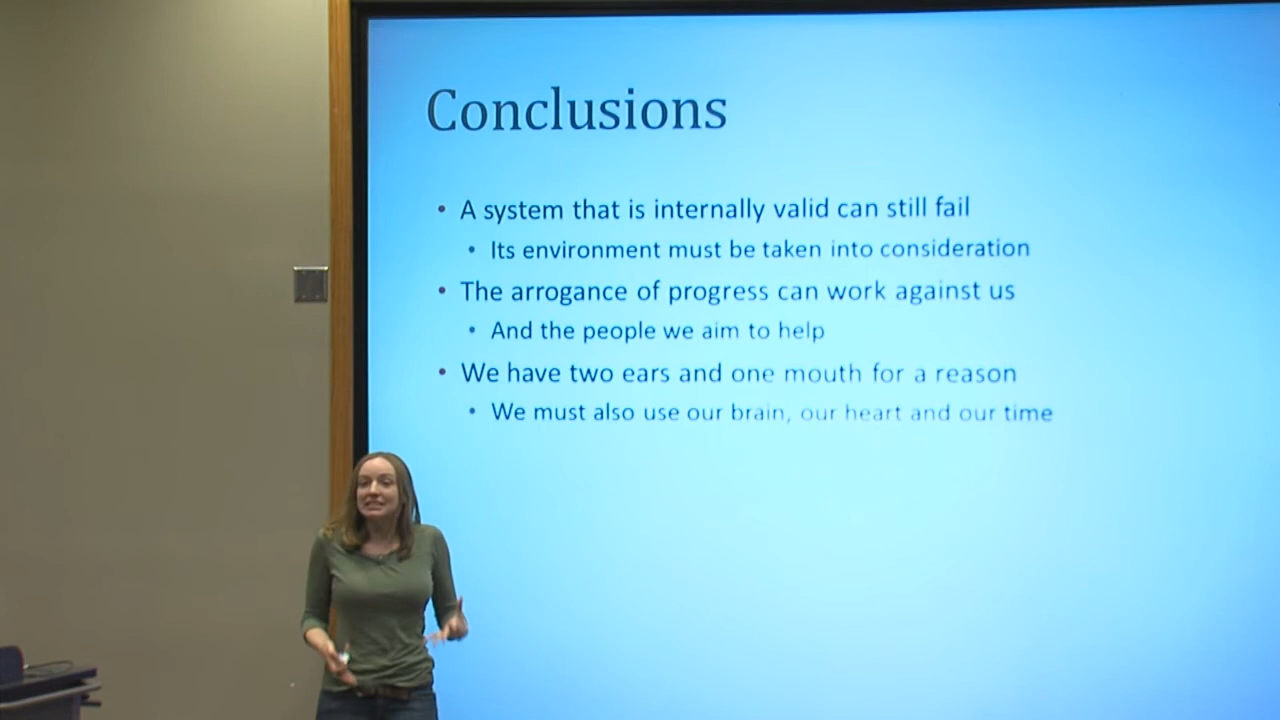 Conclusions
• A system that is internally valid can still fail
• Its environment must be taken into consideration
• The arrogance of progress can work against us
• And the people we aim to help
• We have two ears and one mouth for a reason
• We must also use our brain, our heart and our time